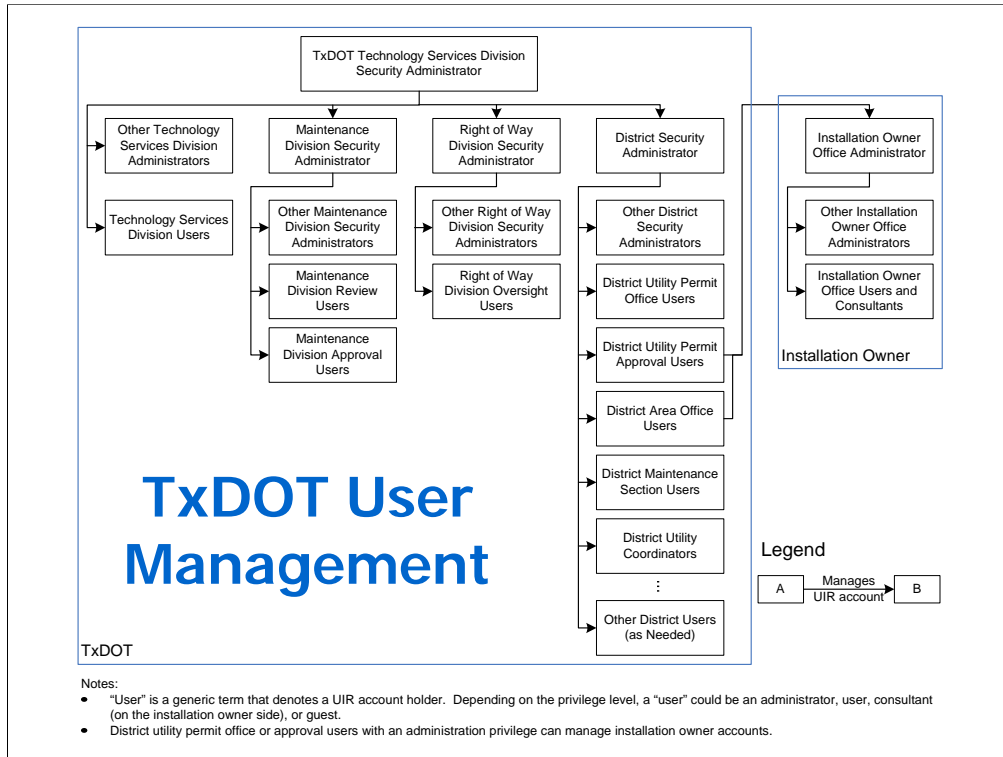 TxDOT Technology Services Division
Security Administrator
Other Technology
Services Division
Administrators
Maintenance
Division Security
Administrator
Right of Way
Division Security
Administrator
District Security
Administrator
Installation Owner
Office Administrator
Technology Services
Division Users
Other Maintenance
Division Security
Administrators
Other Right of Way
Division Security
Administrators
Other District
Security
Administrators
Other Installation
Owner Office
Administrators
Maintenance
Division Review
Users
Right of Way
Division Oversight
Users
District Utility Permit
Office Users
Installation Owner
Office Users and
Consultants
Maintenance
Division Approval
Users
District Utility Permit
Approval Users
Installation Owner
District Area Office
Users
District Maintenance
Section Users
District Utility
Coordinators
...
Other District Users
(as Needed)
TxDOT User
Management
TxDOT
Legend
A
Manages
UIR account
B
Notes:
• “User” is a generic term that denotes a UIR account holder. Depending on the privilege level, a “user” could be an administrator, user, consultant
(on the installation owner side), or guest.
• District utility permit office or approval users with an administration privilege can manage installation owner accounts.